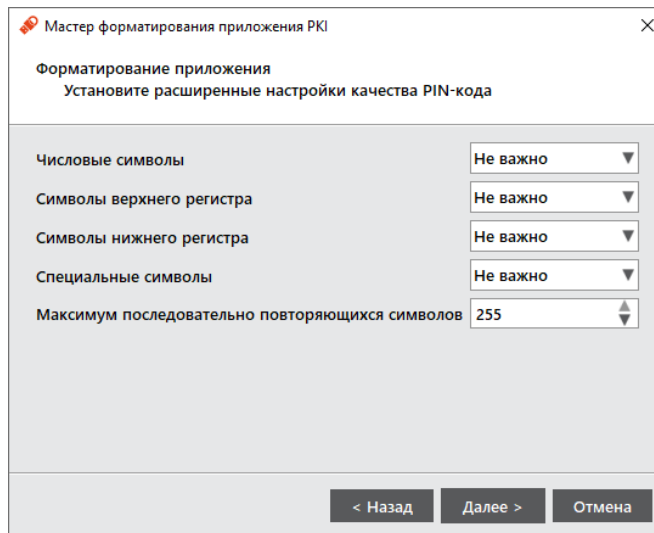 Мастер форматирования приложения PKI
Форматирование приложения
Установите расширенные настройки качества PIN-кода
Числовые символы Не важно
Символы верхнего регистра Не важно
Символы нижнего регистра Не важно
Специальные символы Не важно
Максимум последовательно повторяющихся символов 255
< Назад Далее > Отмена